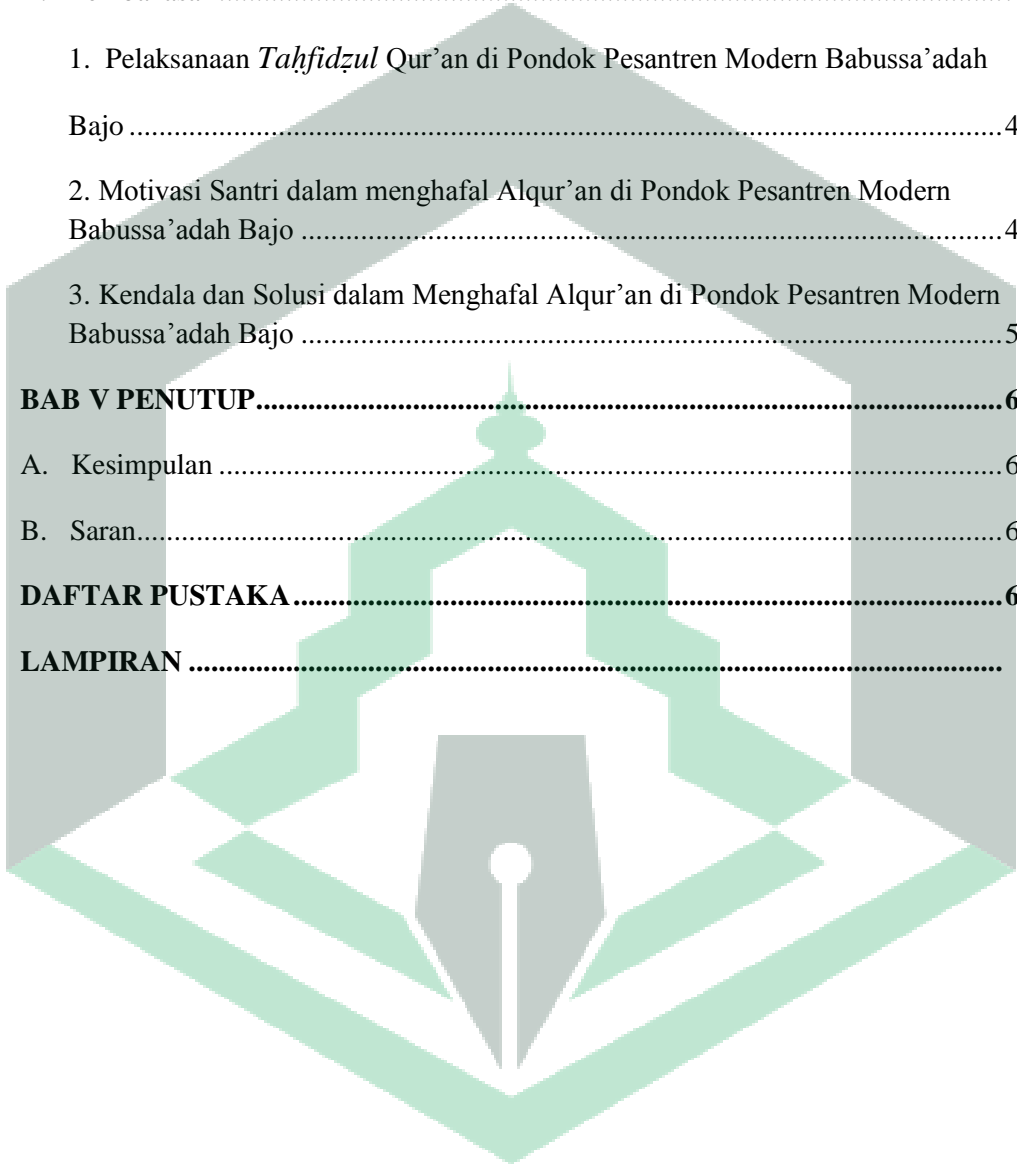 1. Pelaksanaan Taḥfidẓul Qur’an di Pondok Pesantren Modern Babussa’adah
Bajo ........................................................................................................ 4
2. Motivasi Santri dalam menghafal Alqur’an di Pondok Pesantren Modern
Babussa’adah Bajo ................................................................................ 4
3. Kendala dan Solusi dalam Menghafal Alqur’an di Pondok Pesantren Modern
Babussa’adah Bajo ................................................................................ 5
BAB V PENUTUP.................................................................................... 6
A. Kesimpulan ......................................................................................... 6
B. Saran.................................................................................................... 6
DAFTAR PUSTAKA ............................................................................... 6
LAMPIRAN .............................................................................................